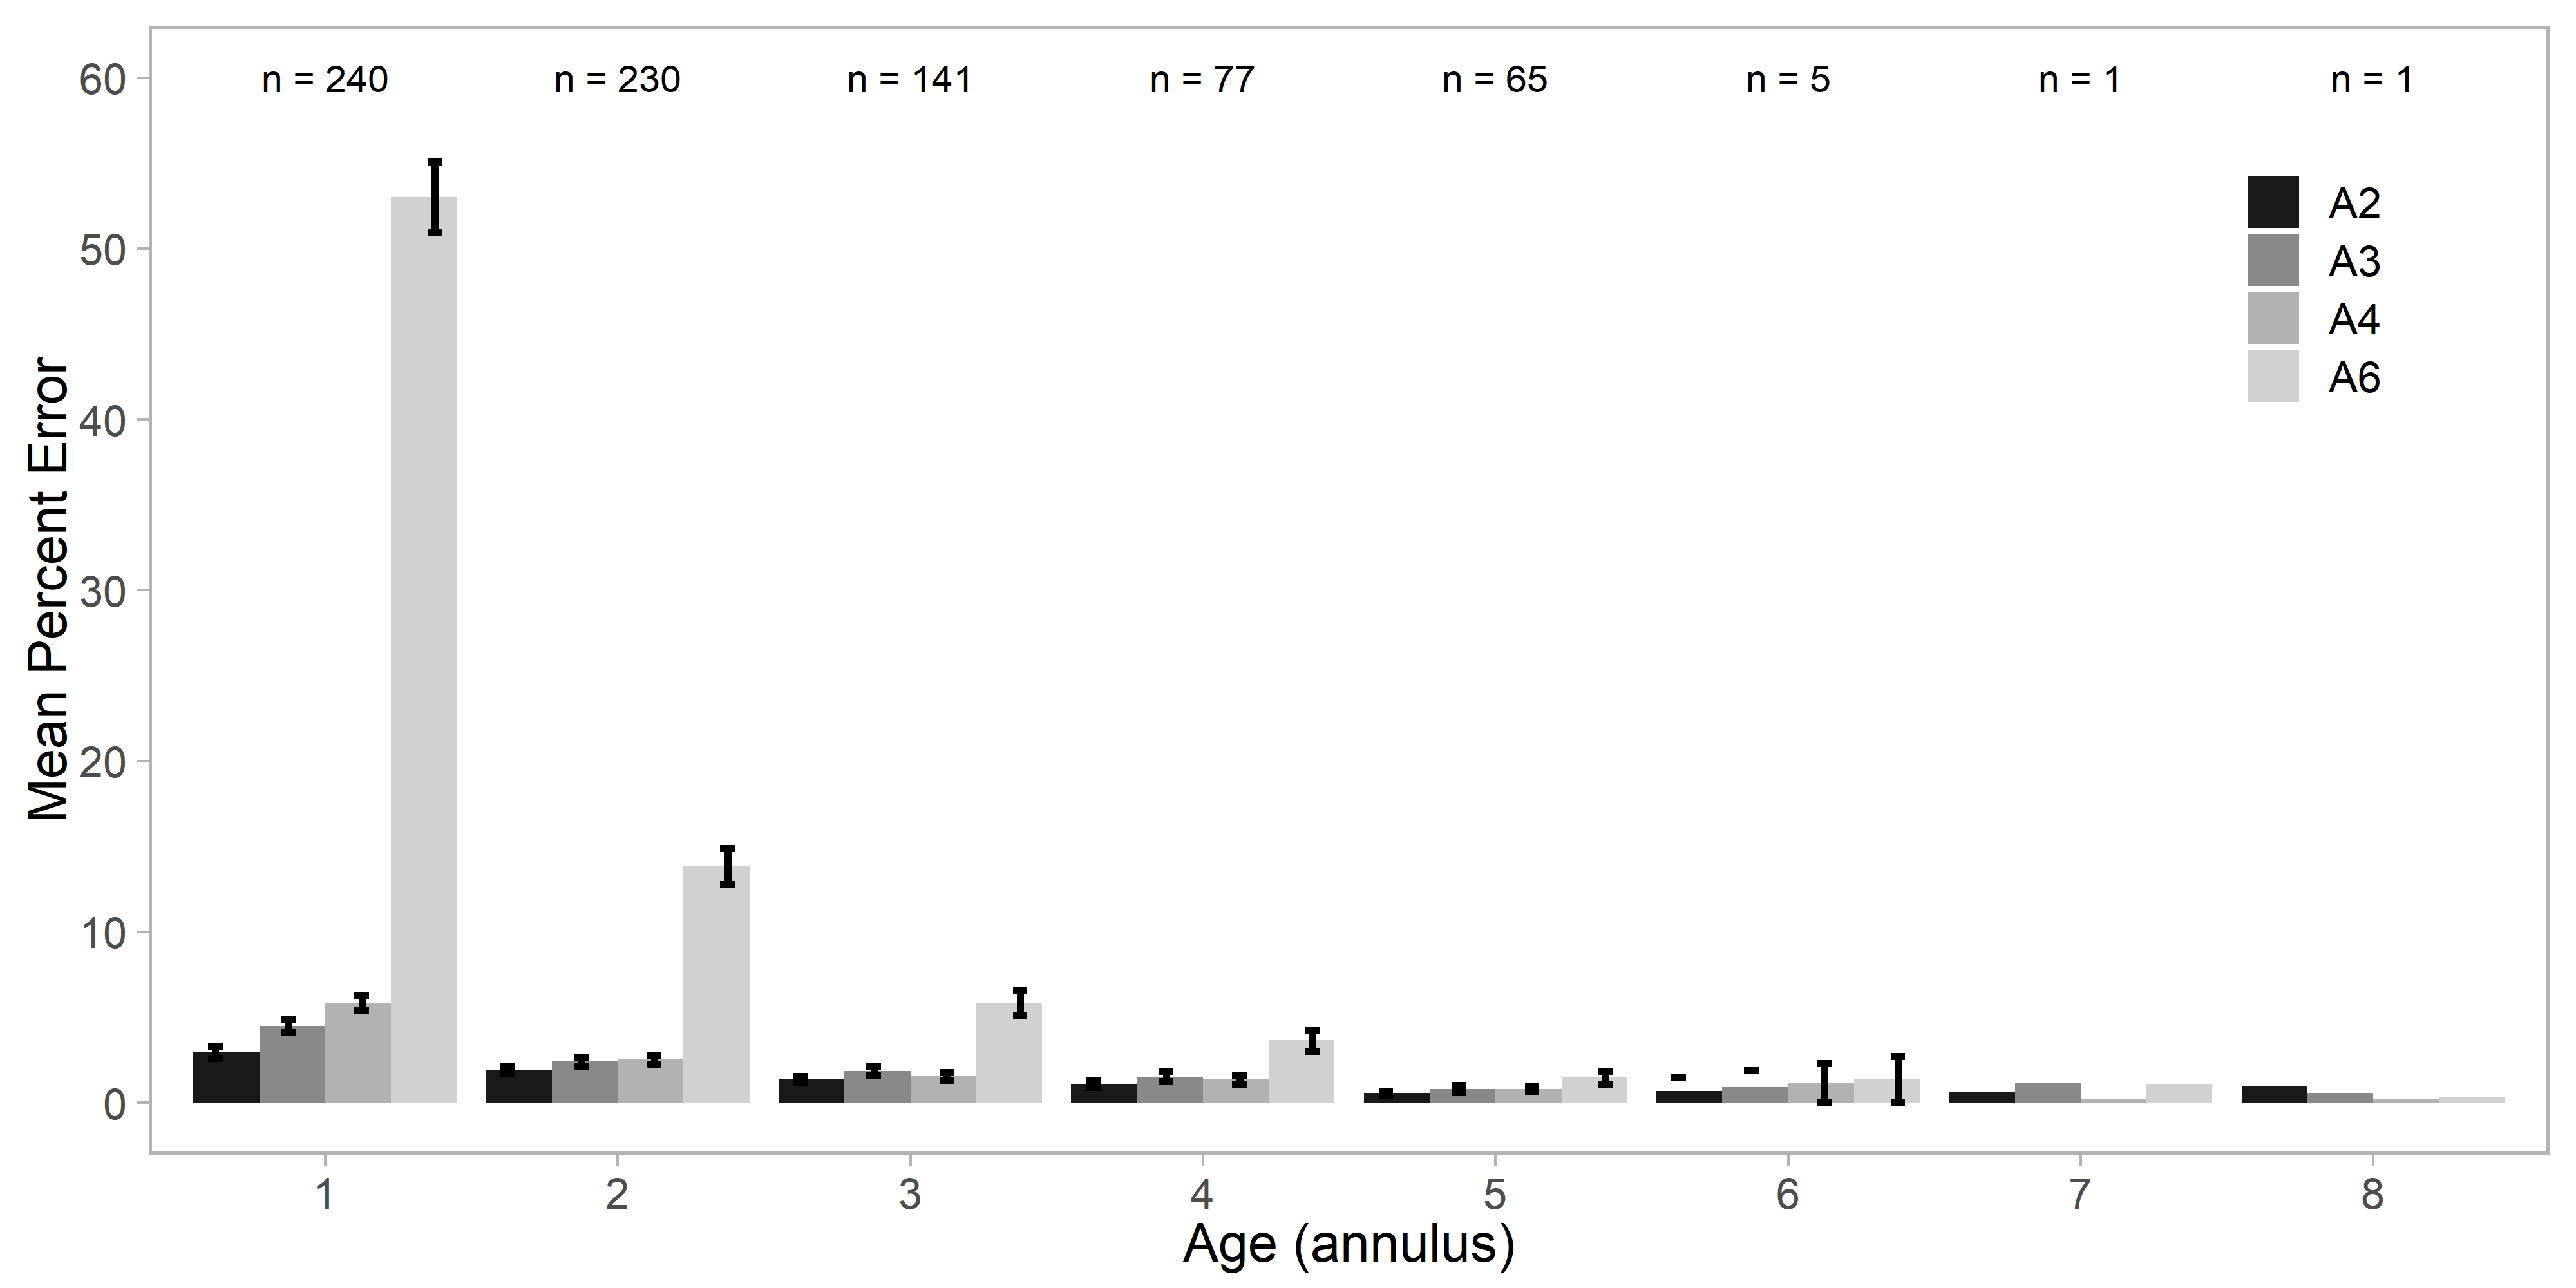 Mean Percent Error
60
50
40
30
20
10
0
n = 240
n = 230
n = 141
n = 77
n = 65
n = 5
n = 1
n = 1
A2
A3
A4
A6
1
2
3
4
5
6
7
8
Age (annulus)